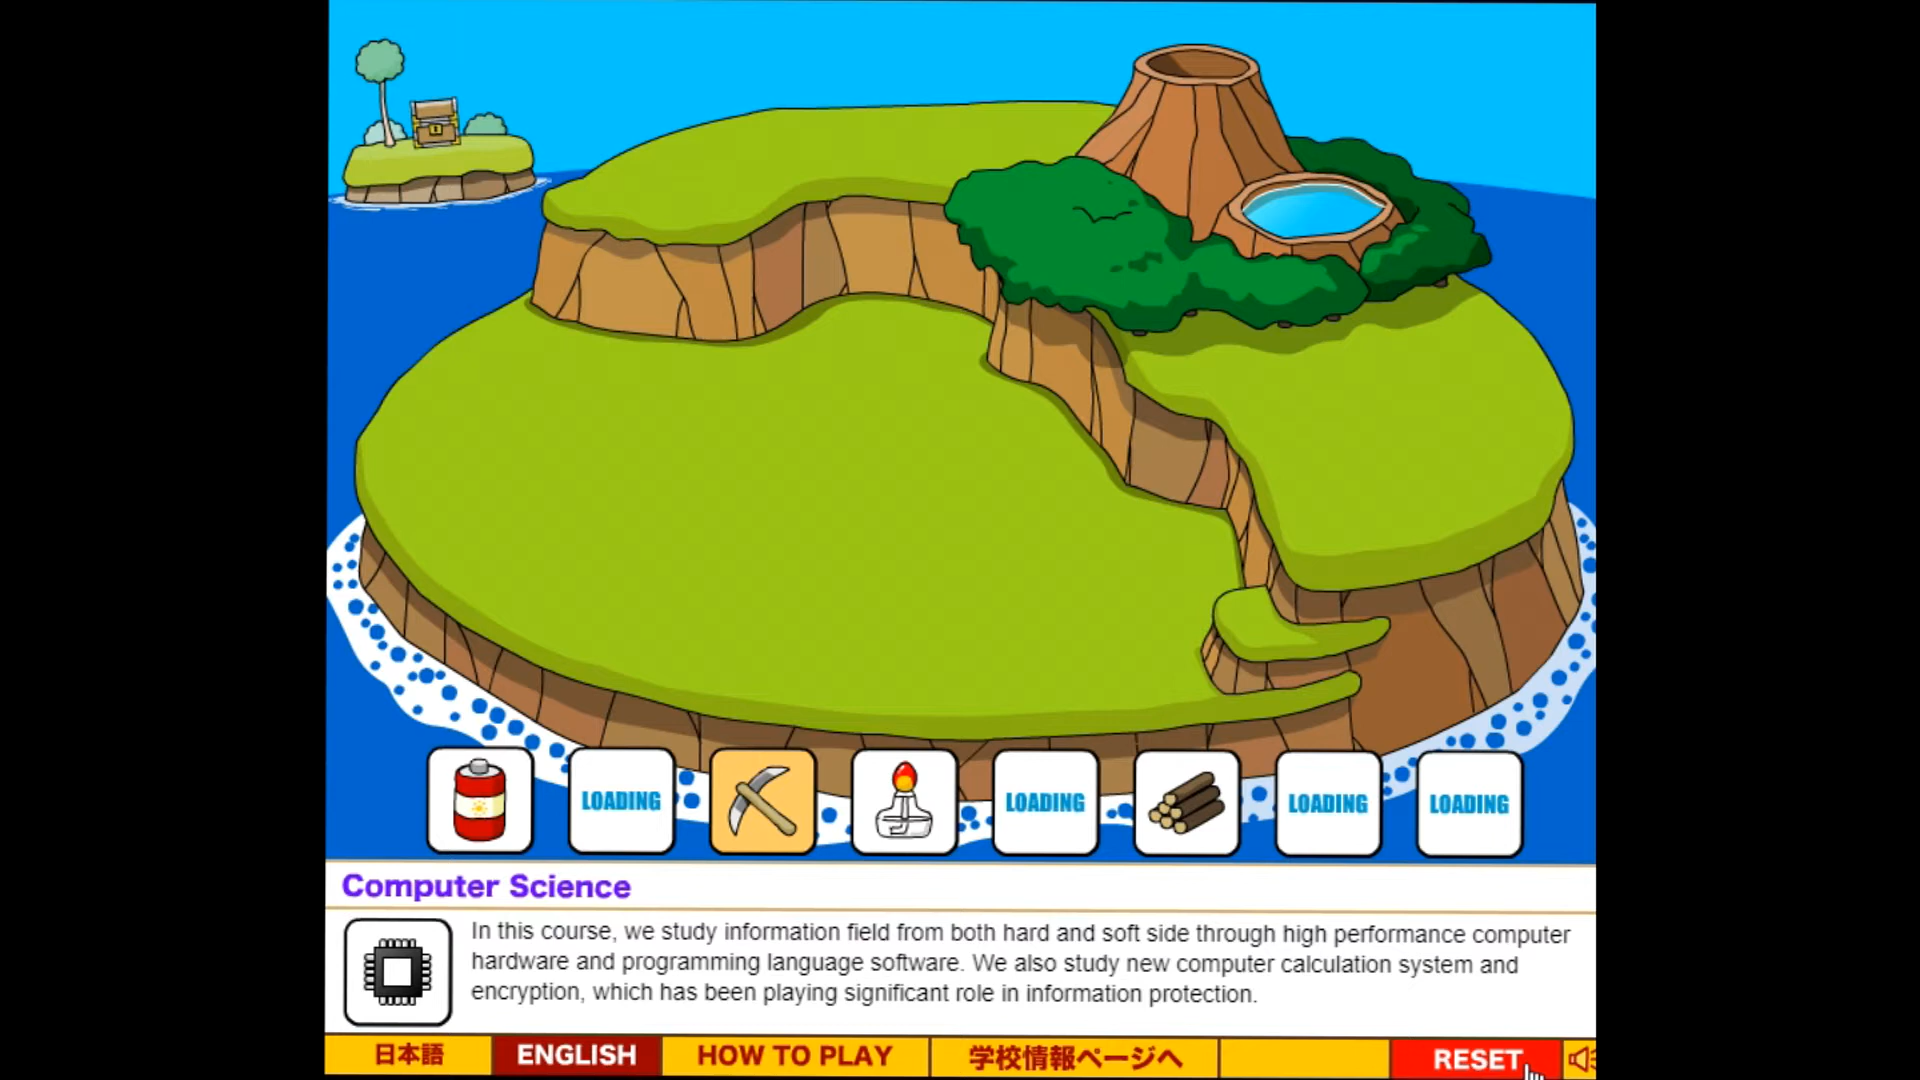 LOADING
LOADING
LOADING
LOADING
Computer Science
In this course, we study information field from both hard and soft side through high performance computer
hardware and programming language software. We also study new computer calculation system and
encryption, which has been playing significant role in information protection.
日本語
ENGLISH
HOW TO PLAY
学校情報ページへ
RESET